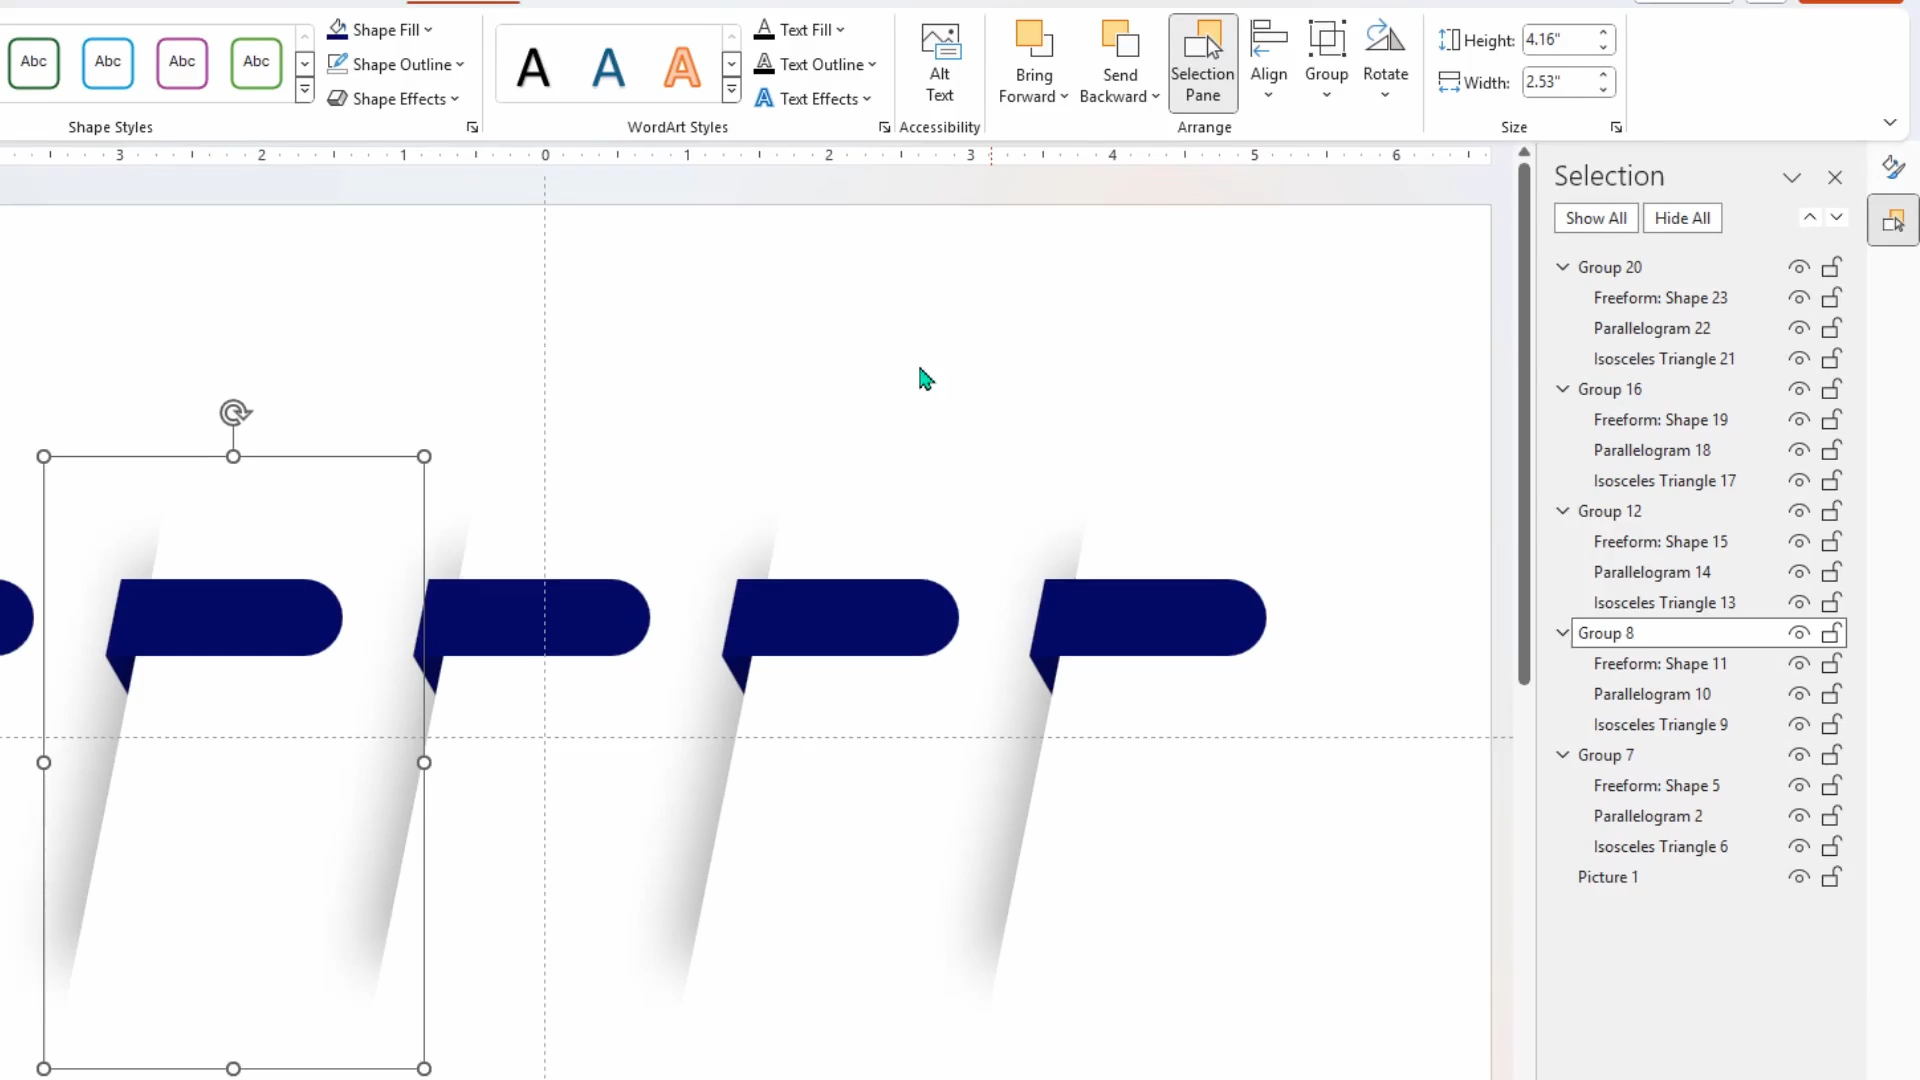 Abc Abc Abc Abc
Shape Fill
Shape Outline
Shape Effects
Shape Styles
A A A
WordArt Styles
Text Fill
Text Outline
Text Effects
Alt
Text
Accessibility
Bring
Forward
Send
Backward
Selection
Pane
Align
Group
Rotate
Arrange
Height: 4.16"
Width: 2.53"
Size
3 2 1 0 1 2 3 4 5 6
Selection
Show All Hide All
Group 20
Freeform: Shape 23
Parallelogram 22
Isosceles Triangle 21
Group 16
Freeform: Shape 19
Parallelogram 18
Isosceles Triangle 17
Group 12
Freeform: Shape 15
Parallelogram 14
Isosceles Triangle 13
Group 8
Freeform: Shape 11
Parallelogram 10
Isosceles Triangle 9
Group 7
Freeform: Shape 5
Parallelogram 2
Isosceles Triangle 6
Picture 1